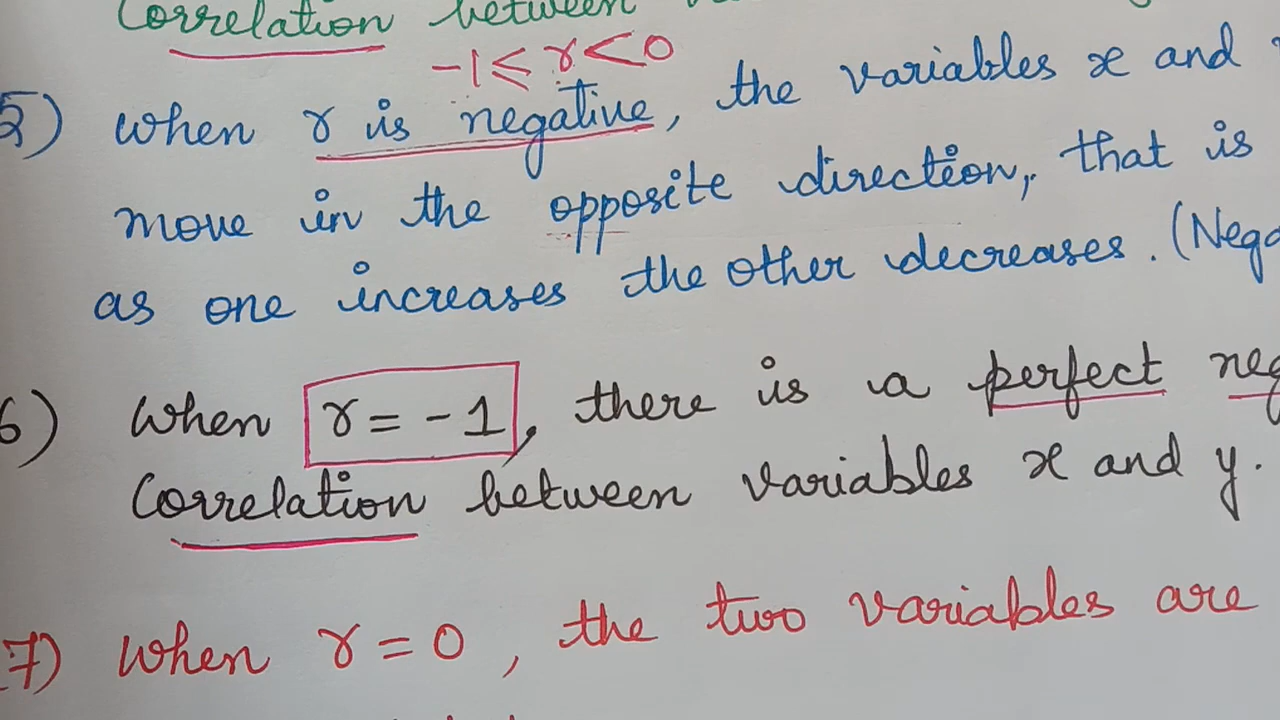 Correlation between
-1 ≤ r < 0
5) when r is negative, the variables x and
move in the opposite direction, that is
as one increases the other decreases. (Nega
6) when r = -1, there is a perfect neg
Correlation between variables x and y.
7) when r = 0, the two variables are